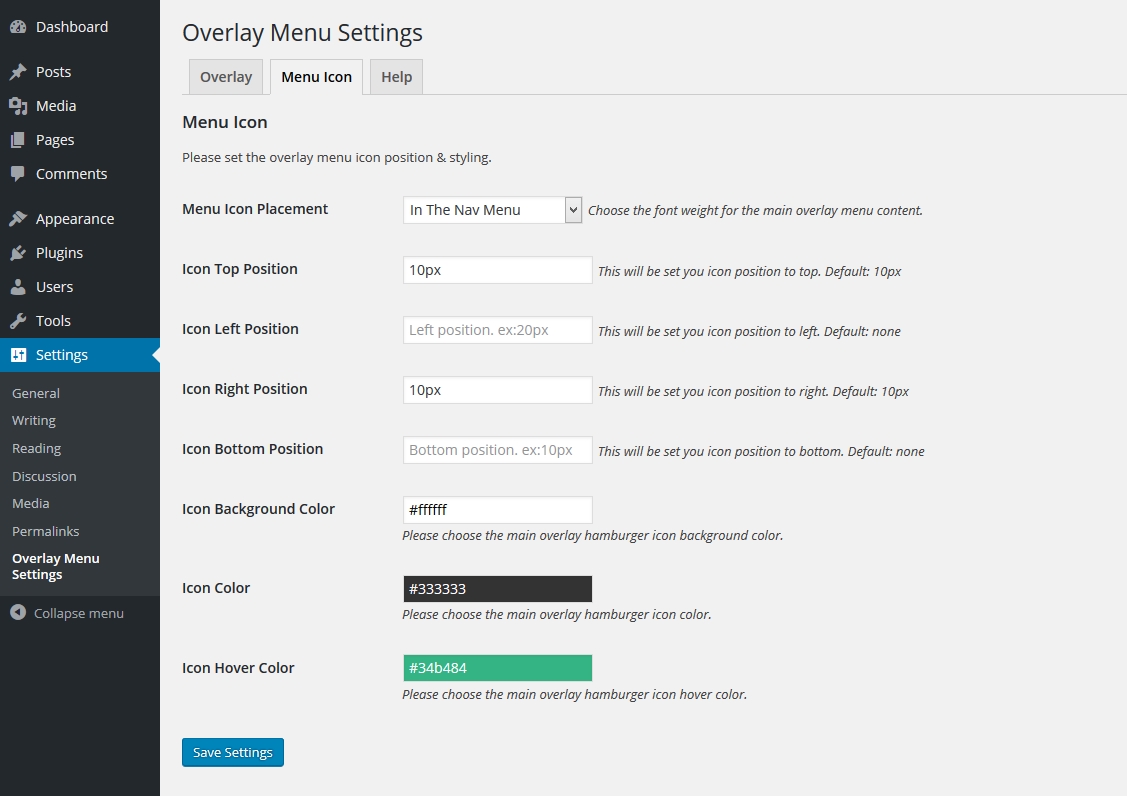 Dashboard
Posts
Media
Pages
Comments
Appearance
Plugins
Users
Tools
Settings
General
Writing
Reading
Discussion
Media
Permalinks
Overlay Menu
Settings
Collapse menu
Overlay Menu Settings
Overlay Menu Icon Help
Menu Icon
Please set the overlay menu icon position & styling.
Menu Icon Placement In The Nav Menu Choose the font weight for the main overlay menu content.
Icon Top Position 10px This will be set you icon position to top. Default: 10px
Icon Left Position Left position. ex:20px This will be set you icon position to left. Default: none
Icon Right Position 10px This will be set you icon position to right. Default: 10px
Icon Bottom Position Bottom position. ex:10px This will be set you icon position to bottom. Default: none
Icon Background Color #ffffff
Please choose the main overlay hamburger icon background color.
Icon Color #333333
Please choose the main overlay hamburger icon color.
Icon Hover Color #34b484
Please choose the main overlay hamburger icon hover color.
Save Settings